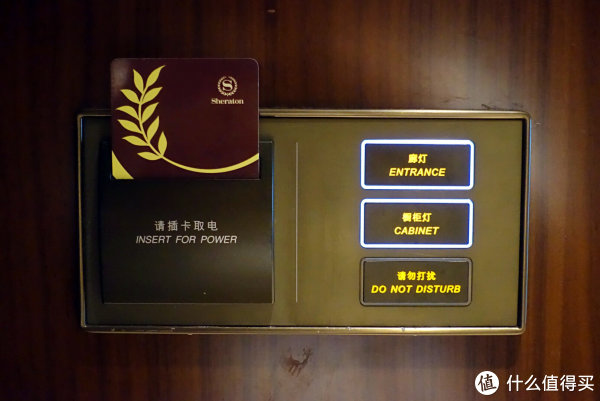 S
Sheraton
请插卡取电
INSERT FOR POWER
廊灯
ENTRANCE
橱柜灯
CABINET
请勿打扰
DO NOT DISTURB
值 什么值得买